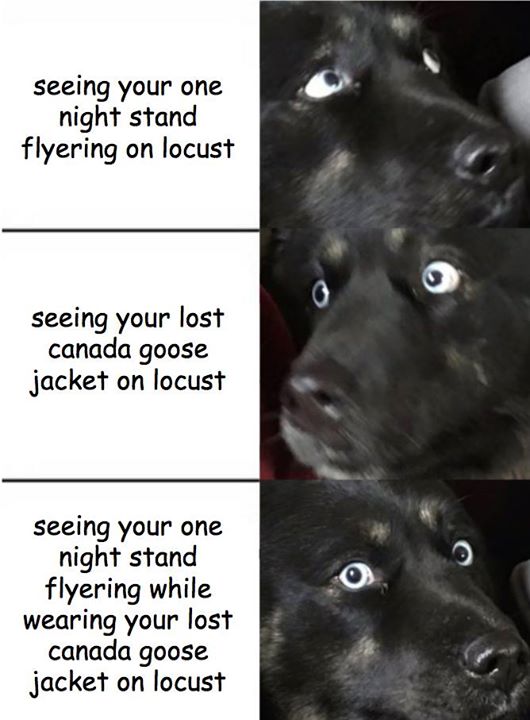 seeing your one
night stand
flyering on locust
seeing your lost
canada goose
jacket on locust
seeing your one
night stand
flyering while
wearing your lost
canada goose
jacket on locust